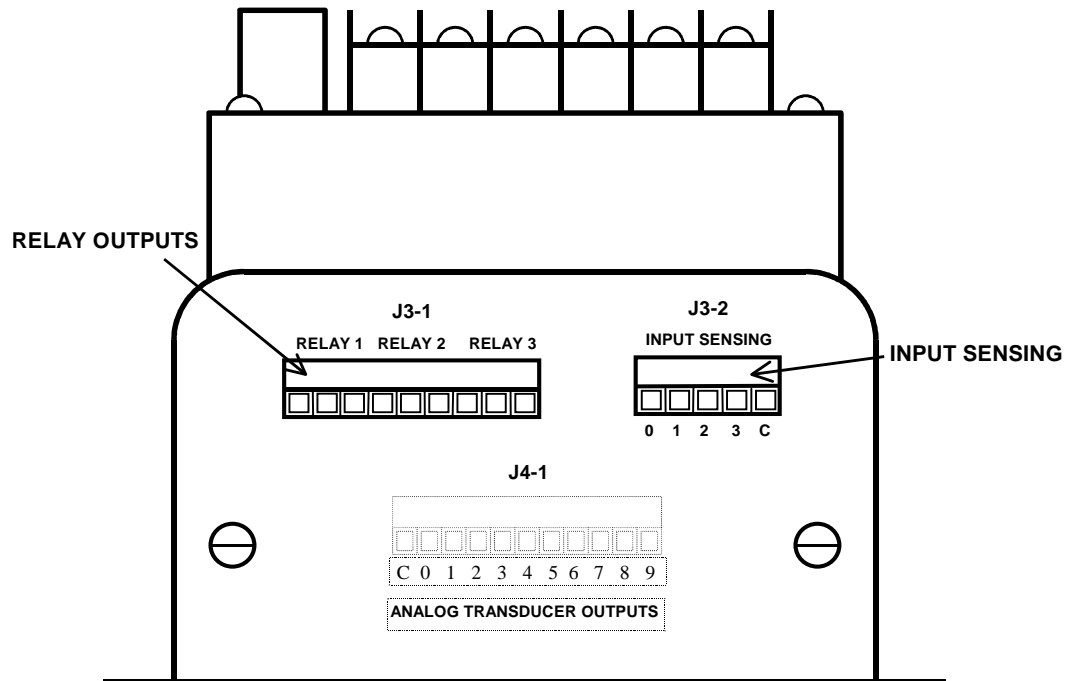 RELAY OUTPUTS
J3-1
J3-2
RELAY 1 RELAY 2 RELAY 3
INPUT SENSING
INPUT SENSING
0 1 2 3 C
J4-1
C 0 1 2 3 4 5 6 7 8 9
ANALOG TRANSDUCER OUTPUTS